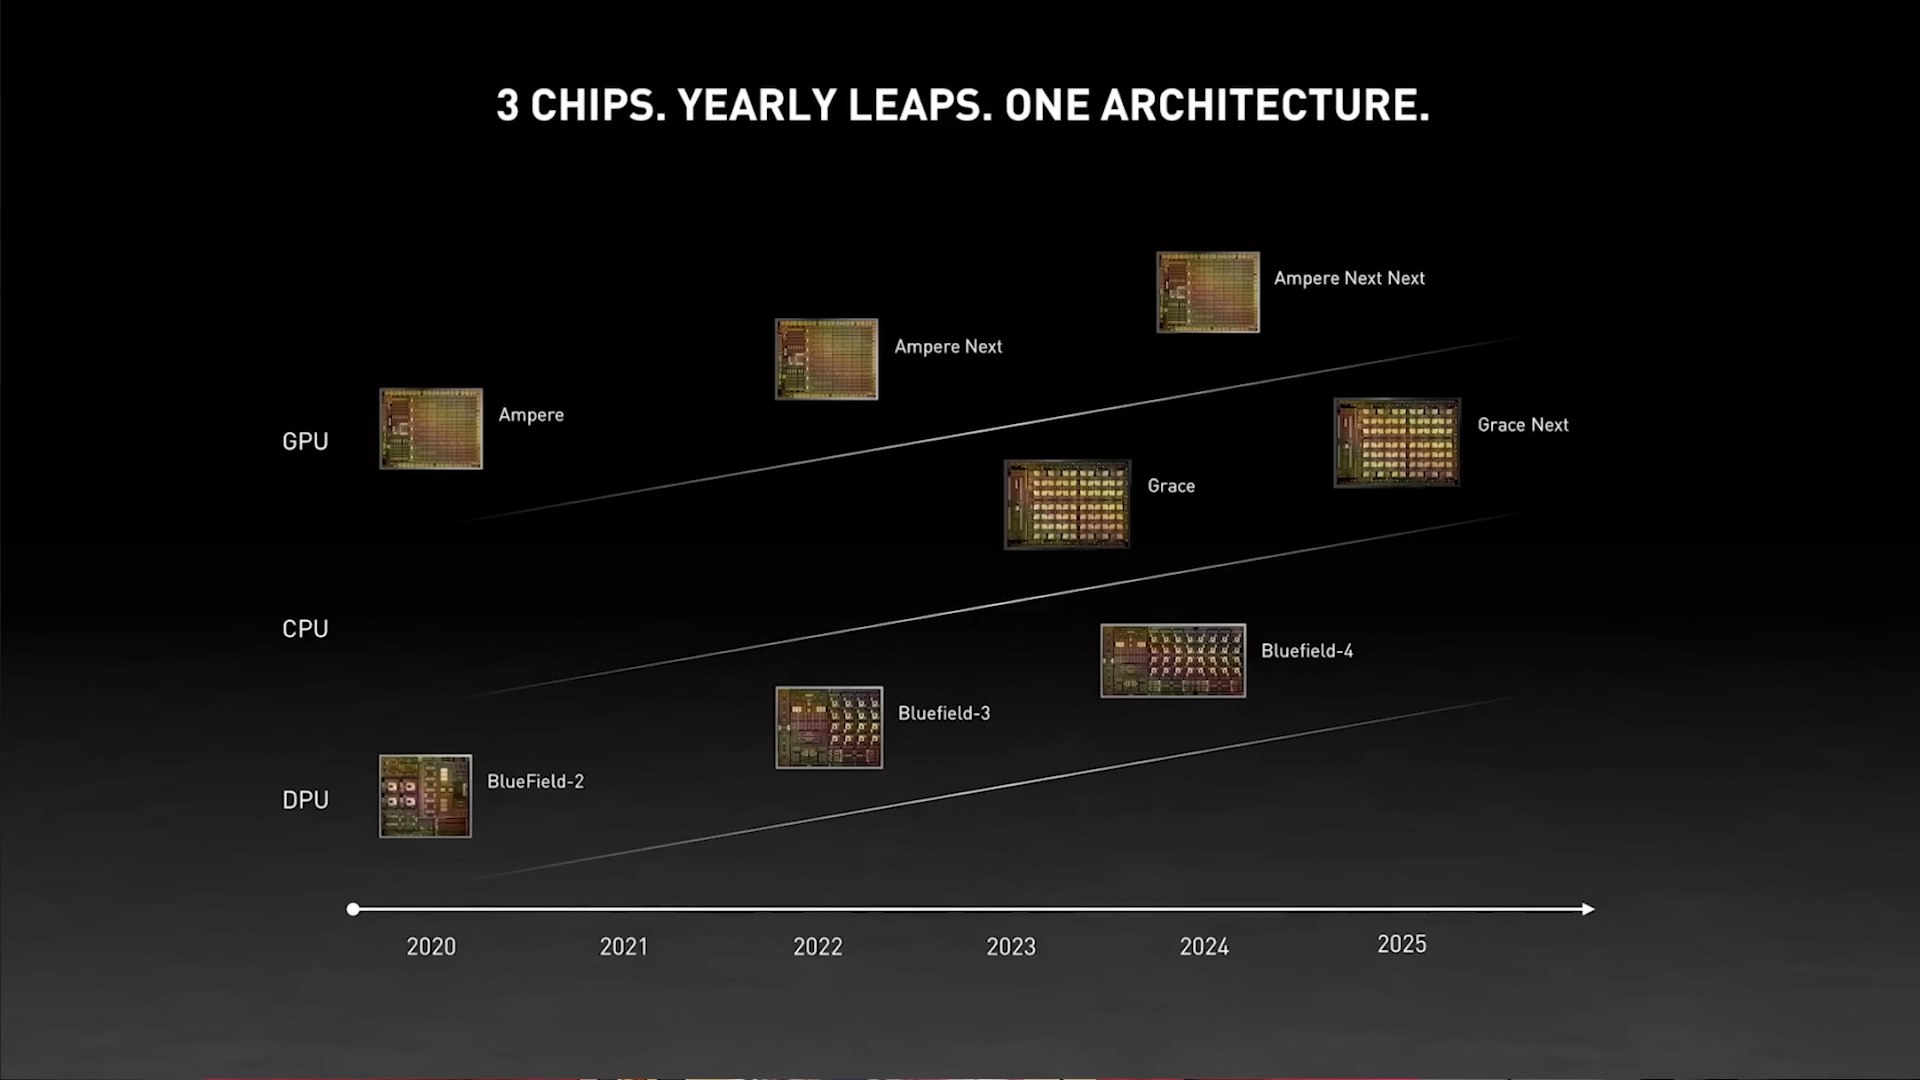 3 CHIPS. YEARLY LEAPS. ONE ARCHITECTURE.
Ampere Next Next
Ampere Next
Ampere
GPU
Grace Next
Grace
CPU
Bluefield-4
Bluefield-3
BlueField-2
DPU
2020 2021 2022 2023 2024 2025